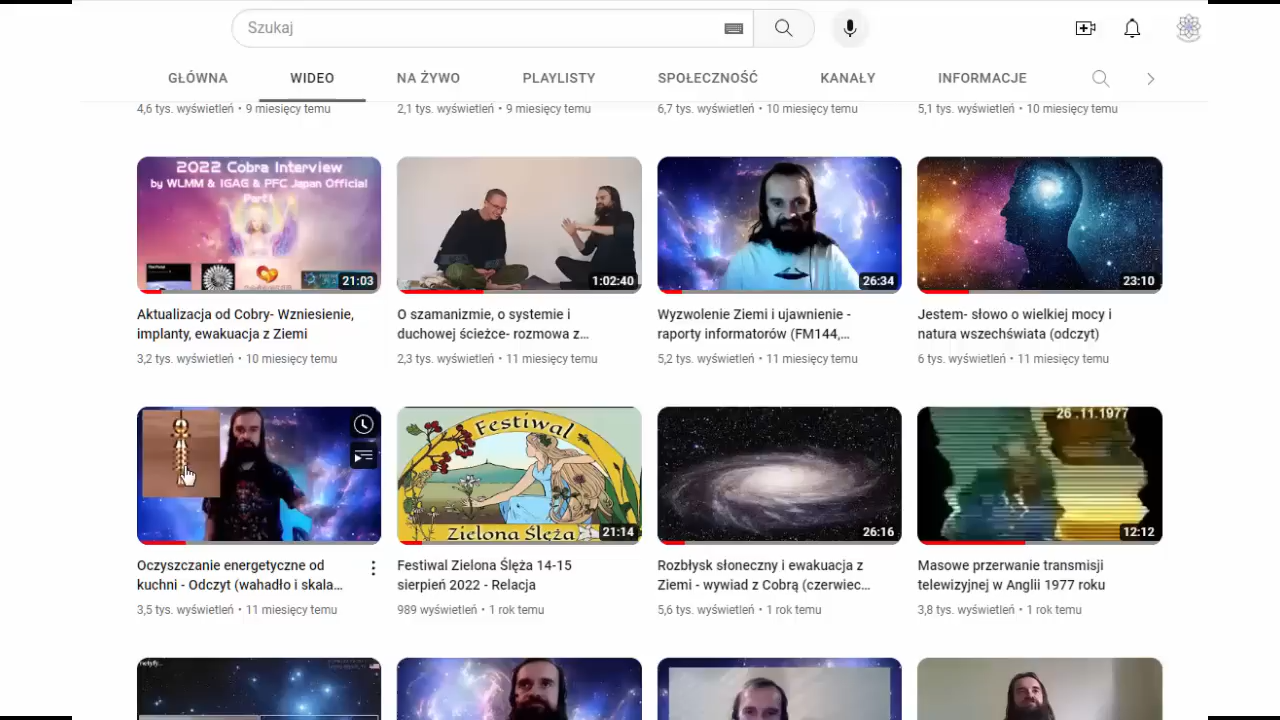 Szukaj
GŁÓWNA WIDEO NA ŻYWO PLAYLISTY SPOŁECZNOŚĆ KANAŁY INFORMACJE
4,6 tys. wyświetleń • 9 miesięcy temu
2,1 tys. wyświetleń • 9 miesięcy temu
6,7 tys. wyświetleń • 10 miesięcy temu
5,1 tys. wyświetleń • 10 miesięcy temu
2022 Cobra Interview
by WLMM & IGAG & PFC Japan Official
Part1
21:03
1:02:40
26:34
23:10
Aktualizacja od Cobry- Wzniesienie,
implanty, ewakuacja z Ziemi
3,2 tys. wyświetleń • 10 miesięcy temu
O szamanizmie, o systemie i
duchowej ścieżce- rozmowa z...
2,3 tys. wyświetleń • 11 miesięcy temu
Wyzwolenie Ziemi i ujawnienie -
raporty informatorów (FM144,...
5,2 tys. wyświetleń • 11 miesięcy temu
Jestem- słowo o wielkiej mocy i
natura wszechświata (odczyt)
6 tys. wyświetleń • 11 miesięcy temu
Festiwal
Zielona Ślęża
21:14
26:16
26.11.1977
12:12
Oczyszczanie energetyczne od
kuchni - Odczyt (wahadło i skala...
3,5 tys. wyświetleń • 11 miesięcy temu
Festiwal Zielona Ślęża 14-15
sierpień 2022 - Relacja
989 wyświetleń • 1 rok temu
Rozbłysk słoneczny i ewakuacja z
Ziemi - wywiad z Cobrą (czerwiec...
5,6 tys. wyświetleń • 1 rok temu
Masowe przerwanie transmisji
telewizyjnej w Anglii 1977 roku
3,8 tys. wyświetleń • 1 rok temu